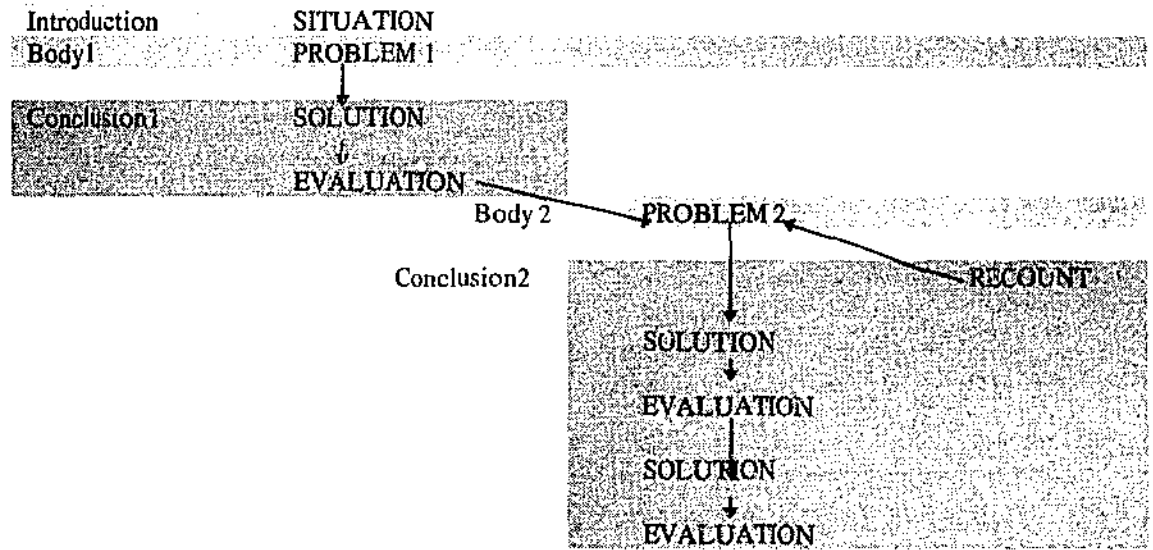 Introduction SITUATION
Body1 PROBLEM 1
Conclusion1 SOLUTION
EVALUATION
Body 2 PROBLEM 2
Conclusion2 RECOUNT
SOLUTION
EVALUATION
SOLUTION
EVALUATION